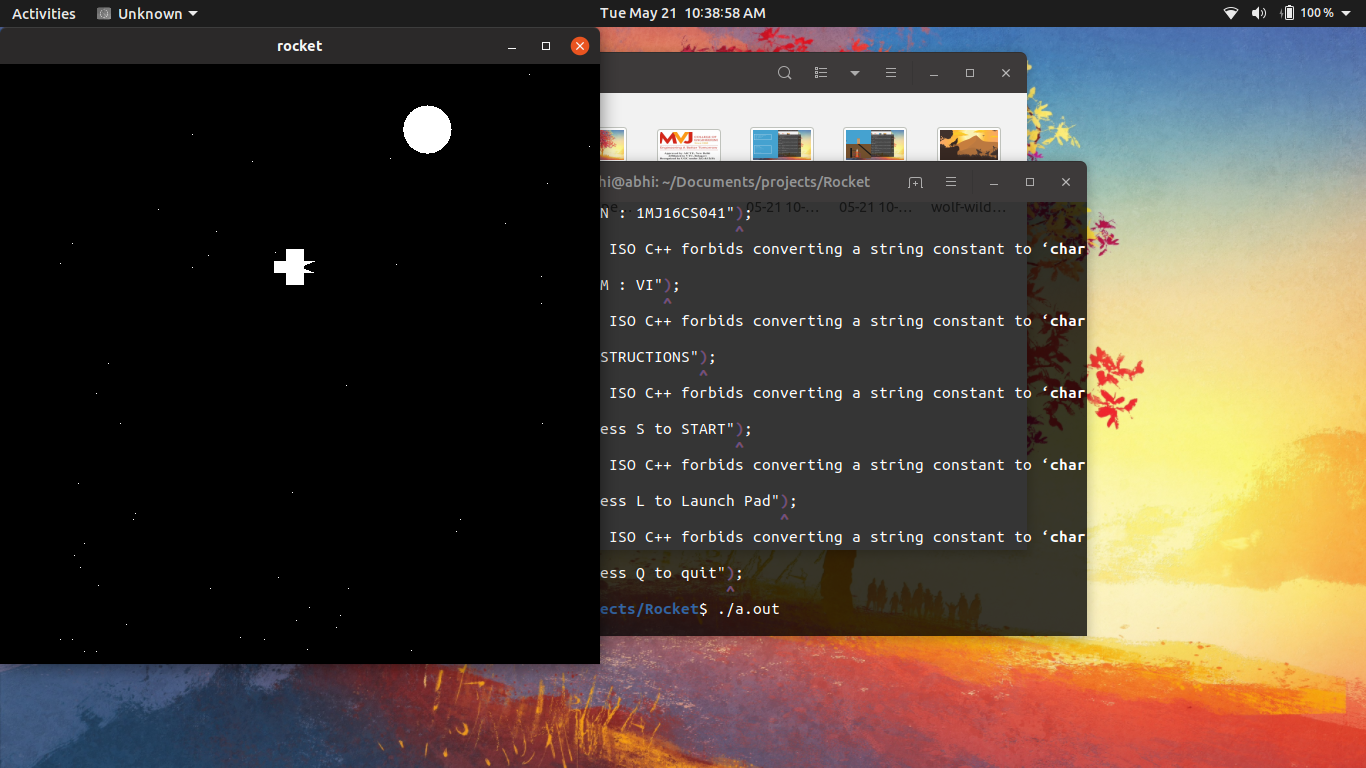 Activities
Unknown
Tue May 21 10:38:58 AM
100 %
rocket
MVJ
hi@abhi: ~/Documents/projects/Rocket
05-21 10-…
05-21 10-…
wolf-wild…
N : 1MJ16CS041");
^
ISO C++ forbids converting a string constant to ‘char
M : VI");
^
ISO C++ forbids converting a string constant to ‘char
STRUCTIONS");
^
ISO C++ forbids converting a string constant to ‘char
ess S to START");
^
ISO C++ forbids converting a string constant to ‘char
ess L to Launch Pad");
^
ISO C++ forbids converting a string constant to ‘char
ess Q to quit");
^
ects/Rocket$ ./a.out